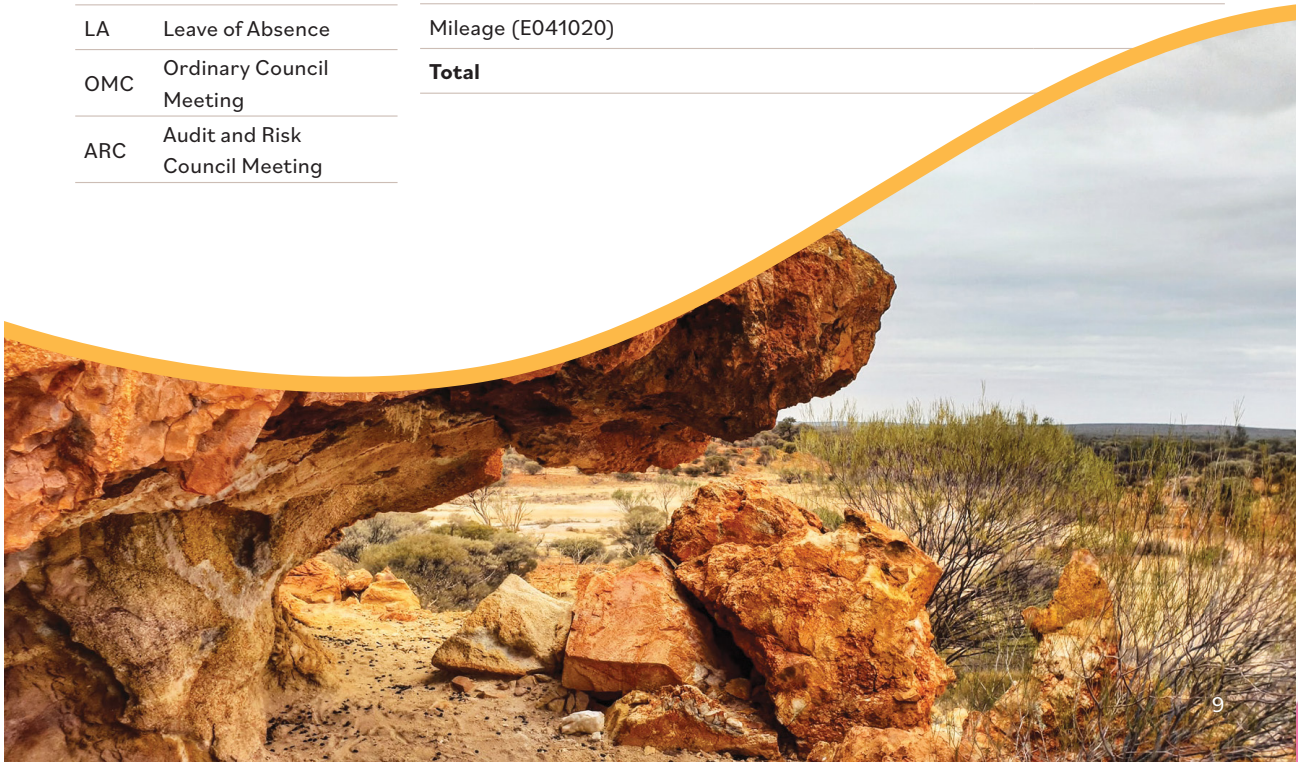 LA Leave of Absence
OMC Ordinary Council
Meeting
ARC Audit and Risk
Council Meeting
Mileage (E041020)
Total
9